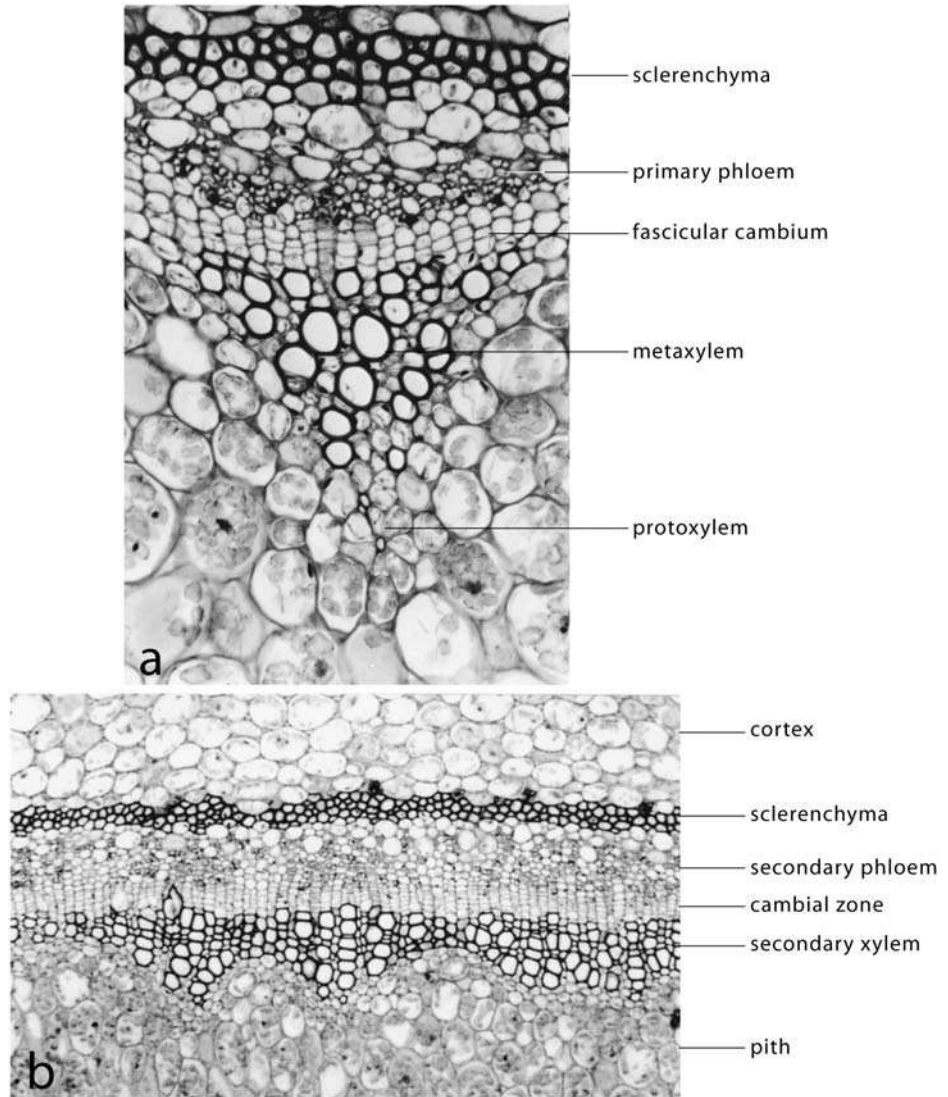 sclerenchyma
primary phloem
fascicular cambium
metaxylem
protoxylem
a
cortex
sclerenchyma
secondary phloem
cambial zone
secondary xylem
pith
b